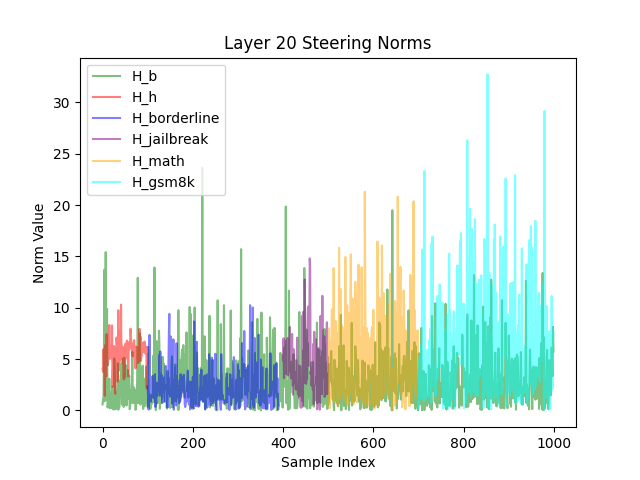 Layer 20 Steering Norms
H_b
H_h
H_borderline
H_jailbreak
H_math
H_gsm8k
Norm Value
30
25
20
15
10
5
0
0 200 400 600 800 1000
Sample Index